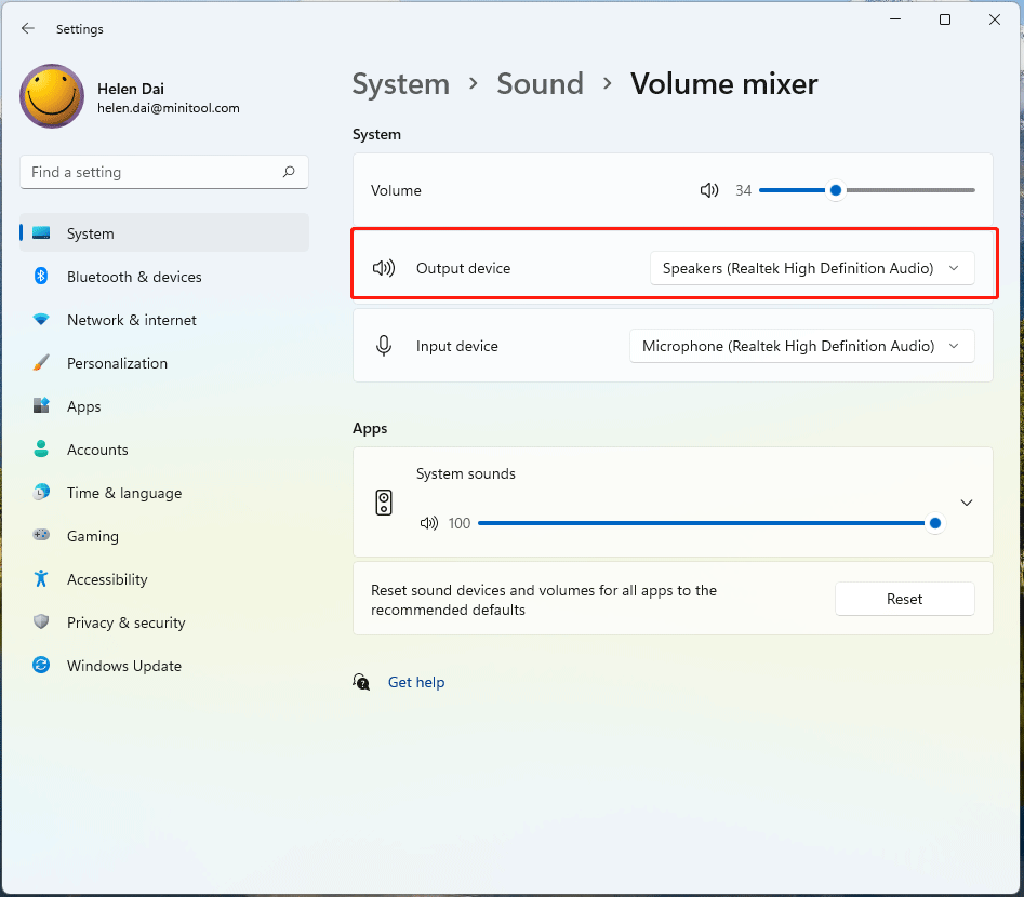 Settings
Helen Dai
helen.dai@minitool.com
Find a setting
System
Bluetooth & devices
Network & internet
Personalization
Apps
Accounts
Time & language
Gaming
Accessibility
Privacy & security
Windows Update
System > Sound > Volume mixer
System
Volume 34
Output device Speakers (Realtek High Definition Audio)
Input device Microphone (Realtek High Definition Audio)
Apps
System sounds
100
Reset sound devices and volumes for all apps to the
recommended defaults
Reset
Get help